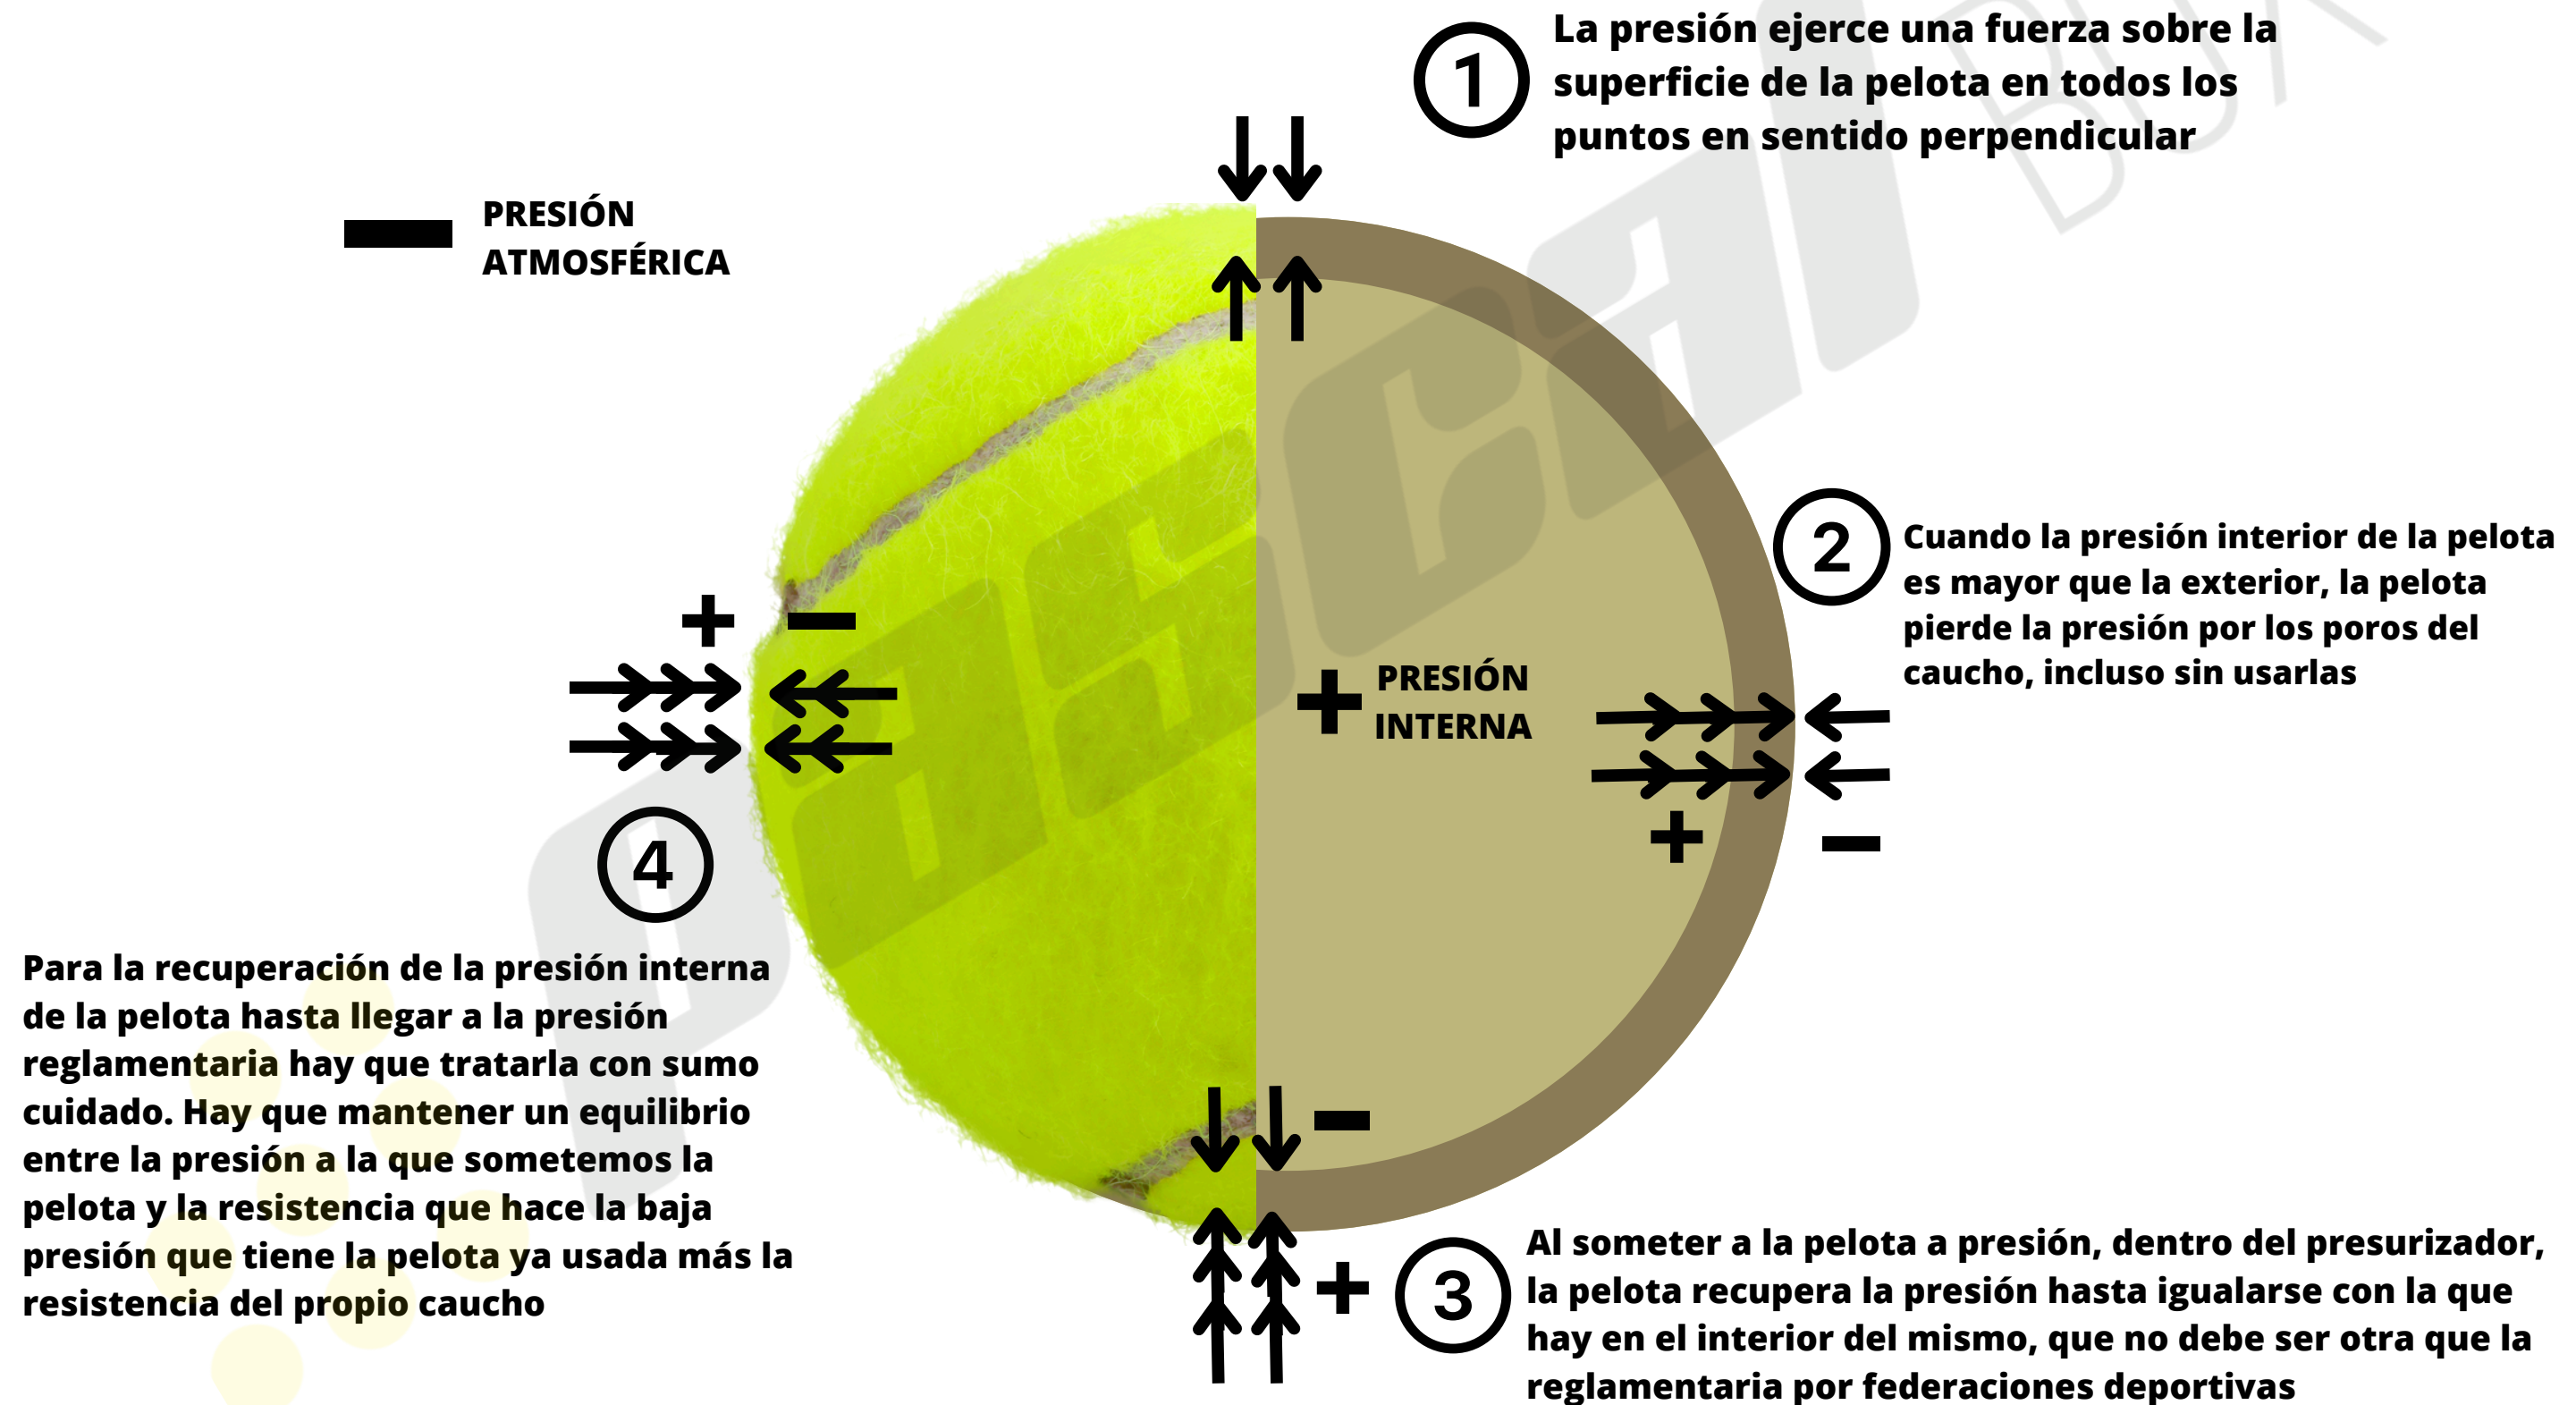 1
La presión ejerce una fuerza sobre la
superficie de la pelota en todos los
puntos en sentido perpendicular
PRESIÓN
ATMOSFÉRICA
2
Cuando la presión interior de la pelota
es mayor que la exterior, la pelota
pierde la presión por los poros del
caucho, incluso sin usarlas
+ −
+ PRESIÓN
INTERNA
+ −
4
Para la recuperación de la presión interna
de la pelota hasta llegar a la presión
reglamentaria hay que tratarla con sumo
cuidado. Hay que mantener un equilibrio
entre la presión a la que sometemos la
pelota y la resistencia que hace la baja
presión que tiene la pelota ya usada más la
resistencia del propio caucho
−
+
3
Al someter a la pelota a presión, dentro del presurizador,
la pelota recupera la presión hasta igualarse con la que
hay en el interior del mismo, que no debe ser otra que la
reglamentaria por federaciones deportivas
pascal BOX